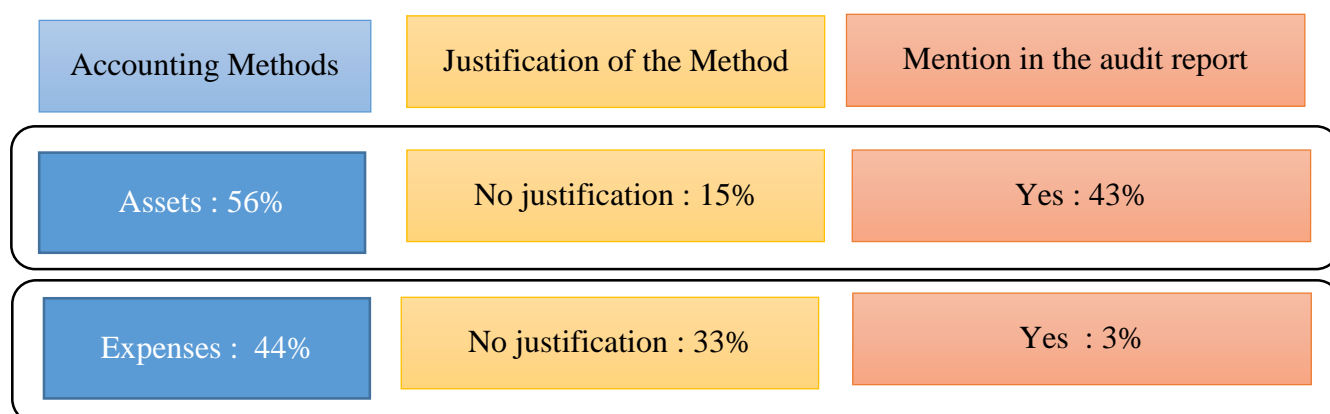 Accounting Methods
Justification of the Method
Mention in the audit report
Assets : 56%
No justification : 15%
Yes : 43%
Expenses :  44%
No justification : 33%
Yes  : 3%